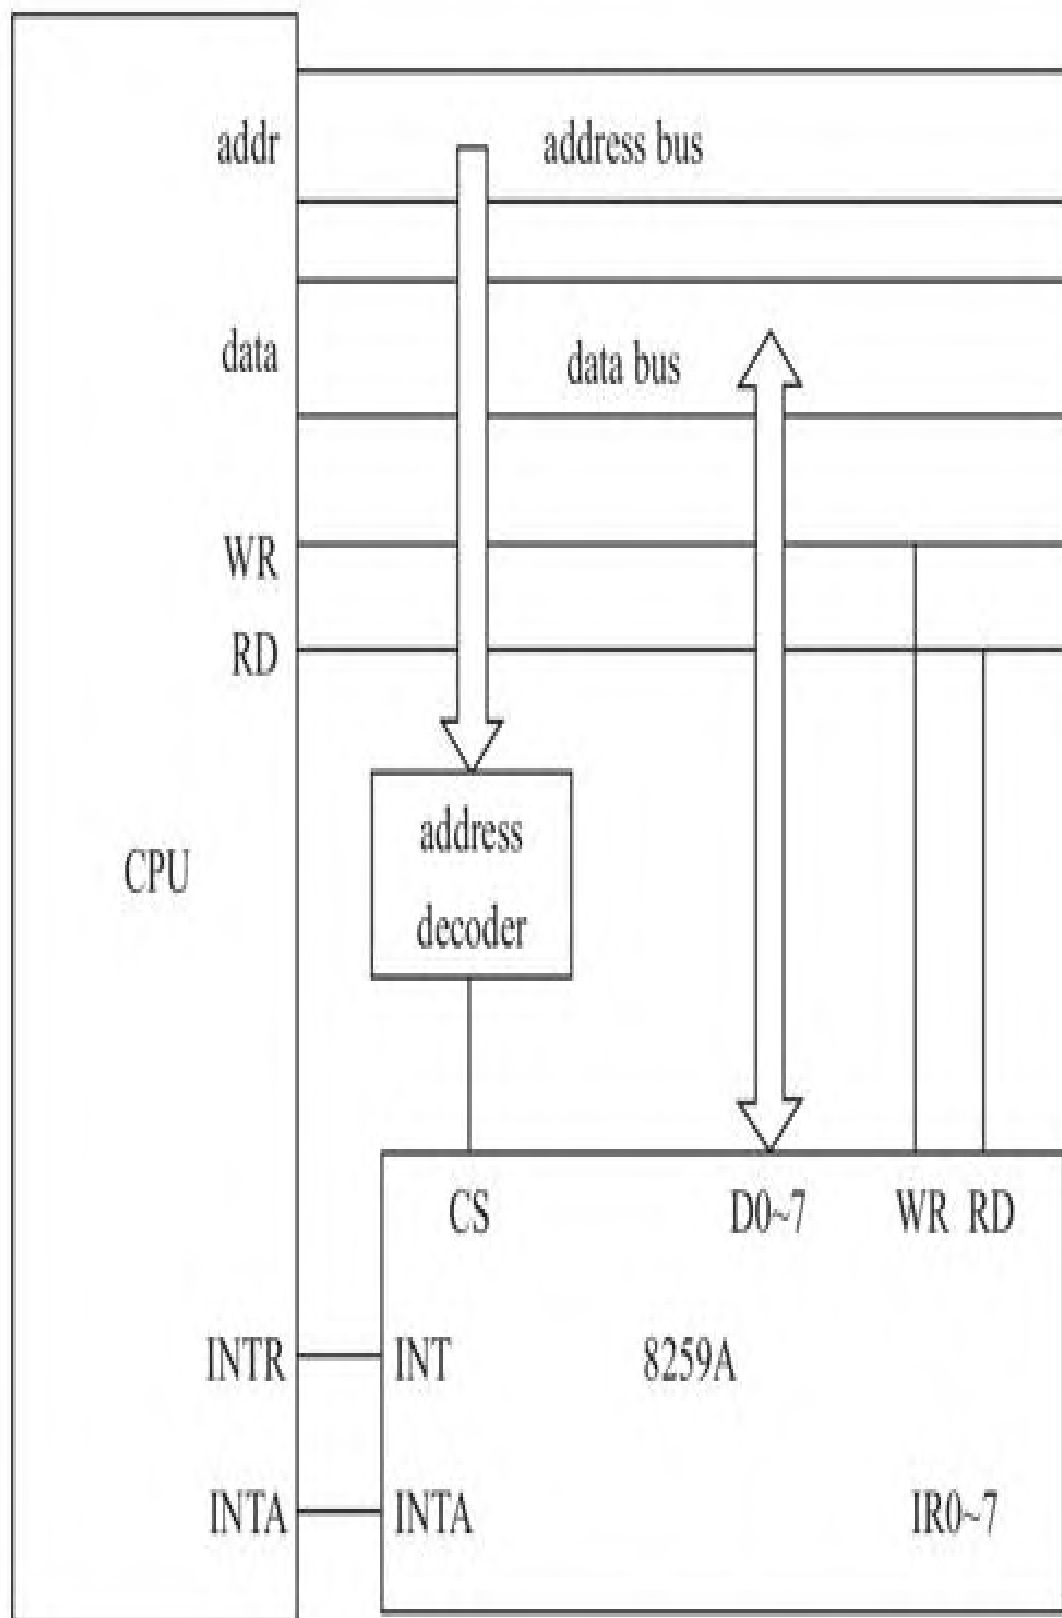 addr
address bus
data
data bus
WR
RD
address
decoder
CPU
CS
D0~7
WR
RD
INTR
INT
8259A
INTA
INTA
IR0~7